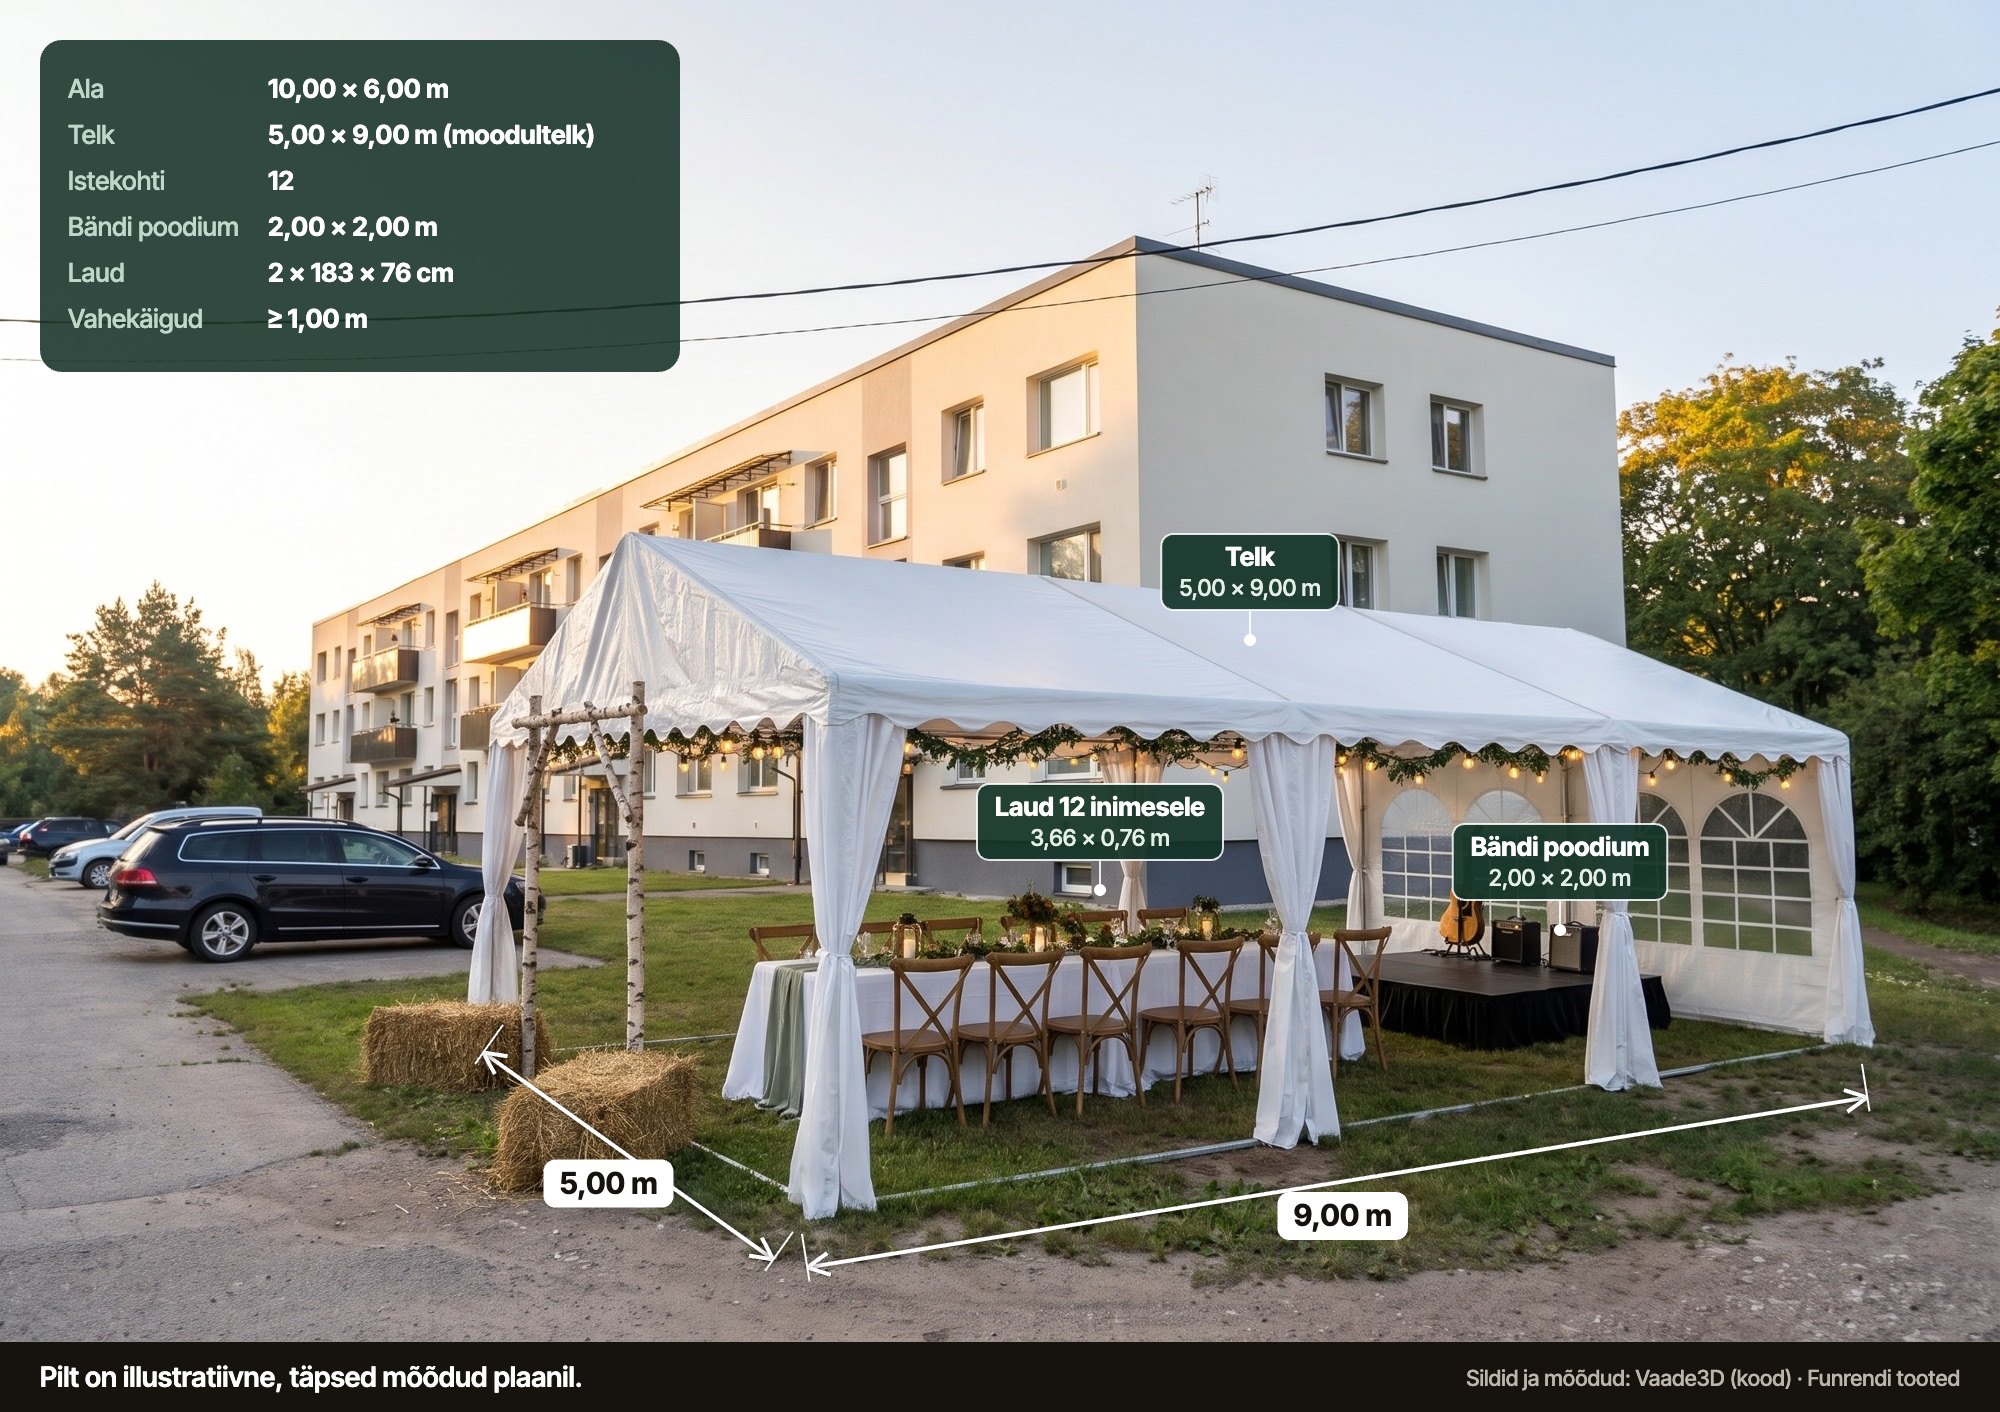 Ala 10,00 × 6,00 m
Telk 5,00 × 9,00 m (moodultelk)
Istekohti 12
Bändi poodium 2,00 × 2,00 m
Laud 2 × 183 × 76 cm
Vahekäigud ≥ 1,00 m
Telk
5,00 × 9,00 m
Laud 12 inimesele
3,66 × 0,76 m
Bändi poodium
2,00 × 2,00 m
5,00 m
9,00 m
Pilt on illustratiivne, täpsed mõõdud plaanil.
Sildid ja mõõdud: Vaade3D (kood) · Funrendi tooted